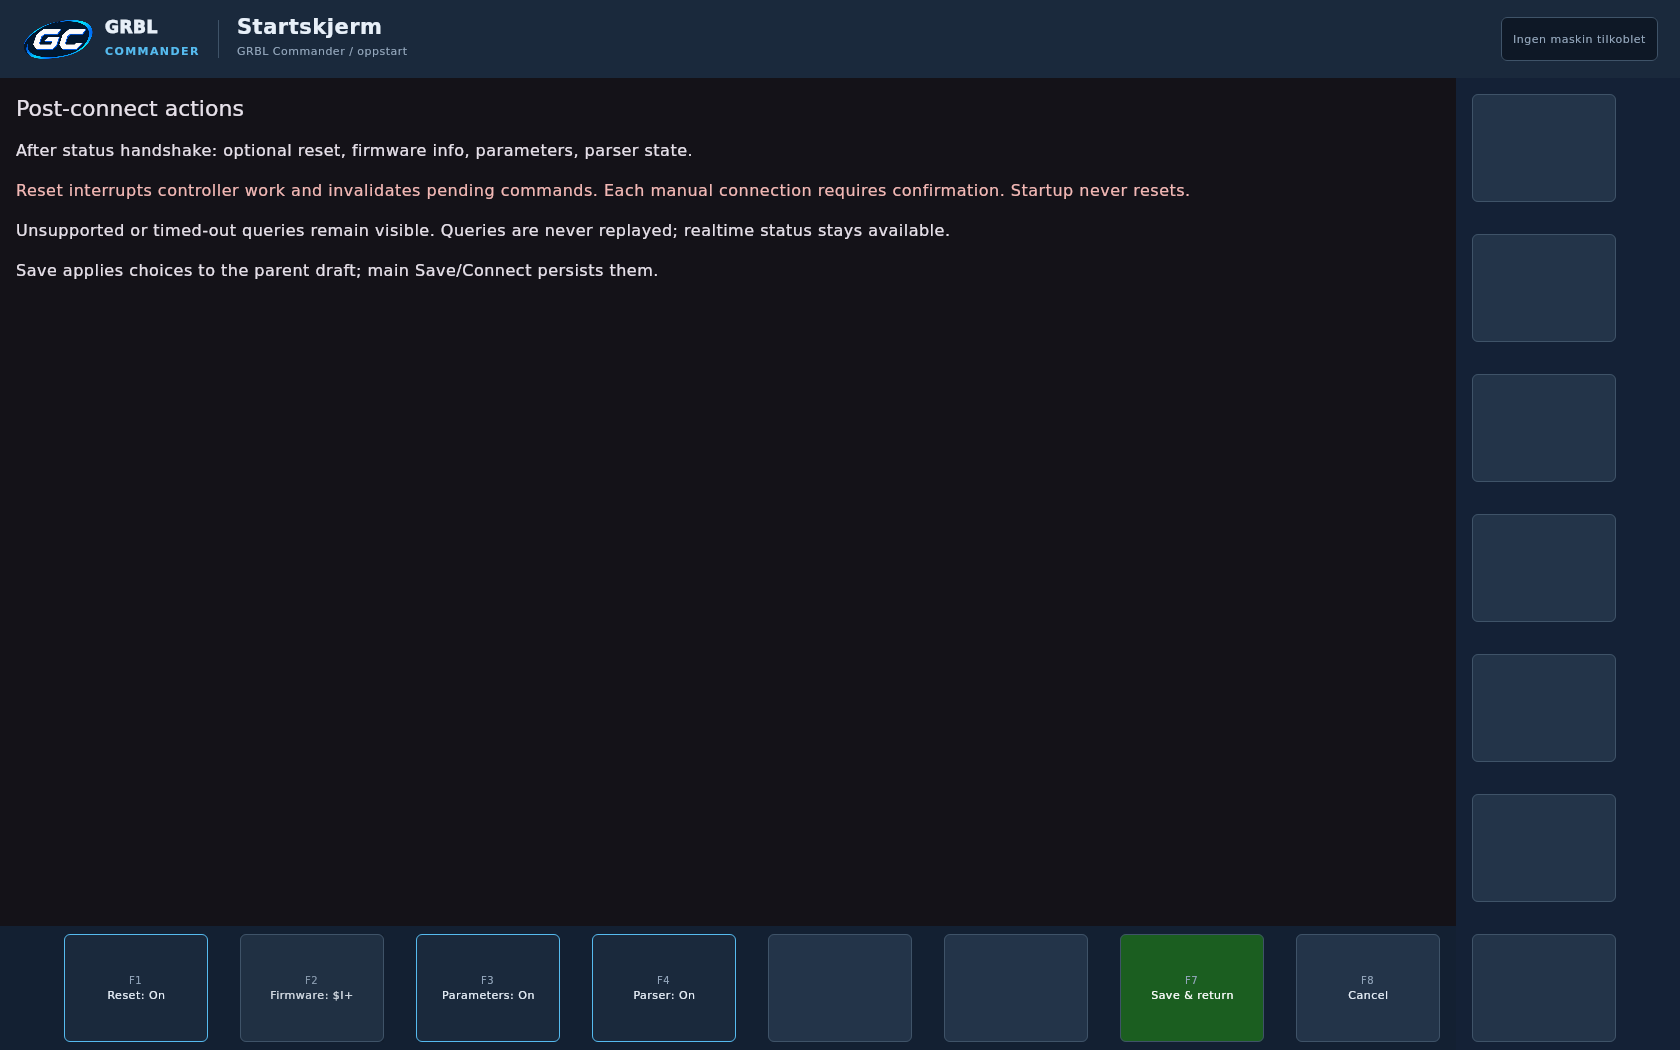 GC
GRBL
COMMANDER
Startskjerm
GRBL Commander / oppstart
Ingen maskin tilkoblet
Post-connect actions
After status handshake: optional reset, firmware info, parameters, parser state.
Reset interrupts controller work and invalidates pending commands. Each manual connection requires confirmation. Startup never resets.
Unsupported or timed-out queries remain visible. Queries are never replayed; realtime status stays available.
Save applies choices to the parent draft; main Save/Connect persists them.
F1
Reset: On
F2
Firmware: $I+
F3
Parameters: On
F4
Parser: On
F7
Save & return
F8
Cancel